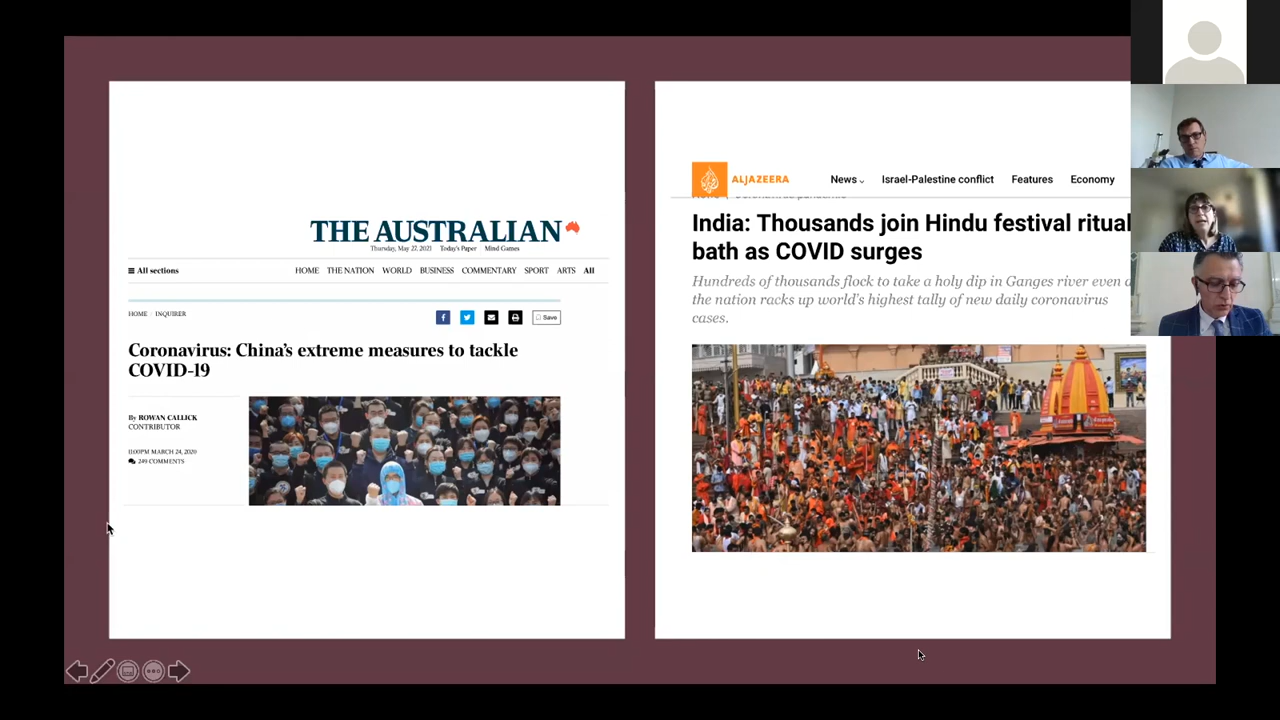 THE AUSTRALIAN
Thursday, May 27, 2021 Today's Paper Mind Games
All sections HOME THE NATION WORLD BUSINESS COMMENTARY SPORT ARTS All
HOME INQUIRER
Save
Coronavirus: China's extreme measures to tackle
COVID-19
By ROWAN CALLICK
CONTRIBUTOR
11:00PM MARCH 24, 2020
249 COMMENTS
ALJAZEERA News Israel-Palestine conflict Features Economy
India: Thousands join Hindu festival ritual
bath as COVID surges
Hundreds of thousands flock to take a holy dip in Ganges river even
the nation racks up world's highest tally of new daily coronavirus
cases.